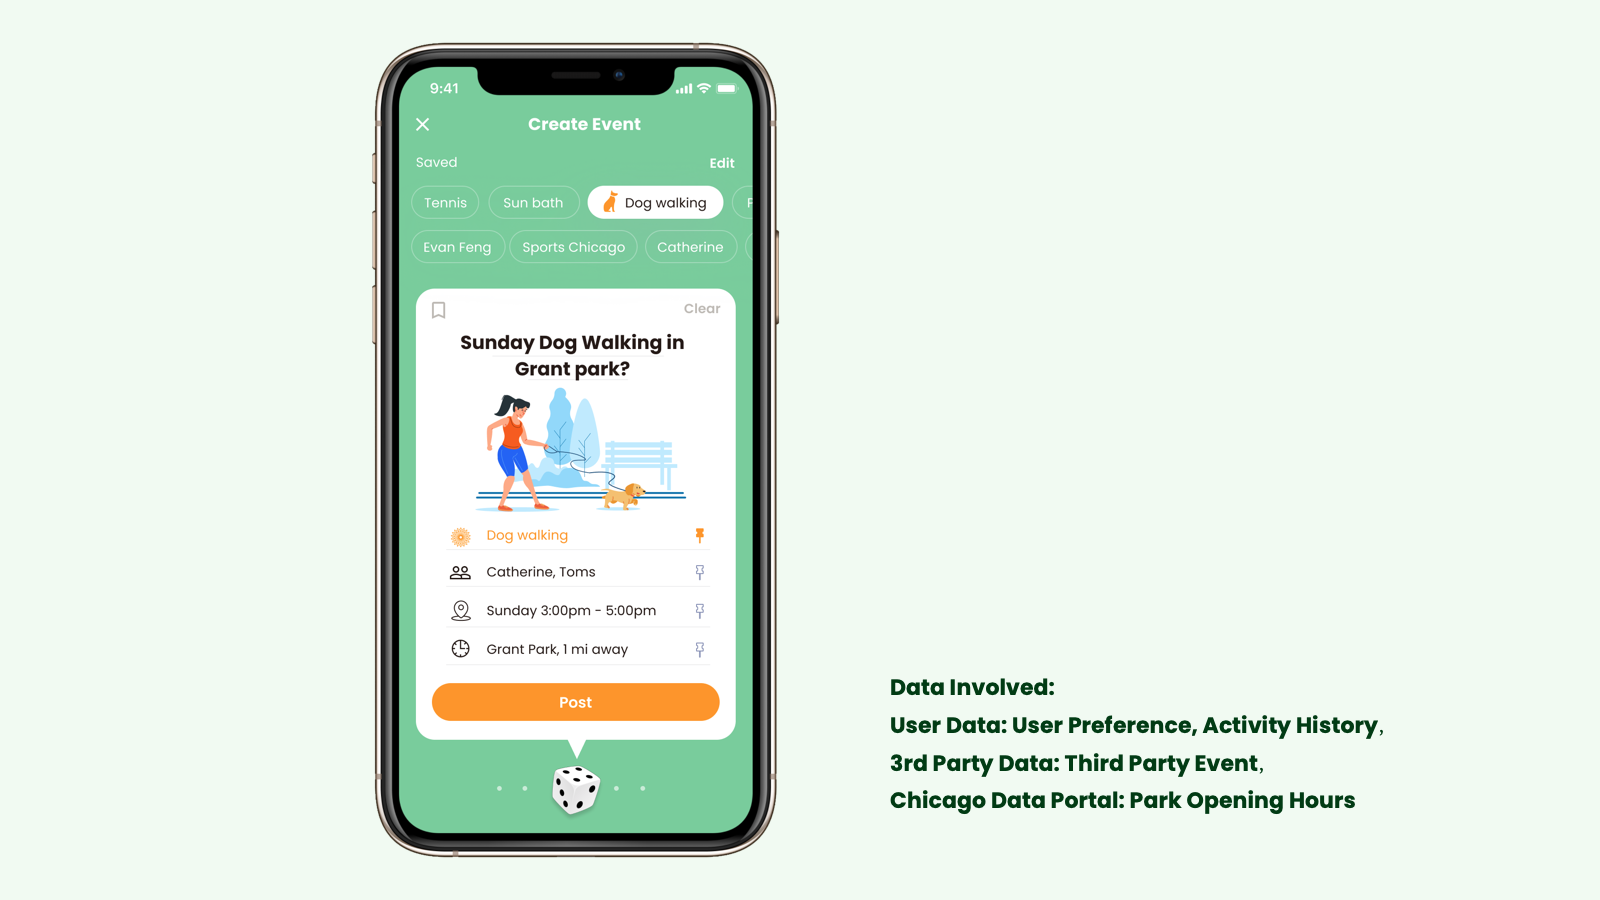 9:41
Create Event
Saved
Edit
Tennis
Sun bath
Dog walking
Evan Feng
Sports Chicago
Catherine
Clear
Sunday Dog Walking in
Grant park?
Dog walking
Catherine, Toms
Sunday 3:00pm - 5:00pm
Grant Park, 1 mi away
Post
Data Involved:
User Data: User Preference, Activity History,
3rd Party Data: Third Party Event,
Chicago Data Portal: Park Opening Hours